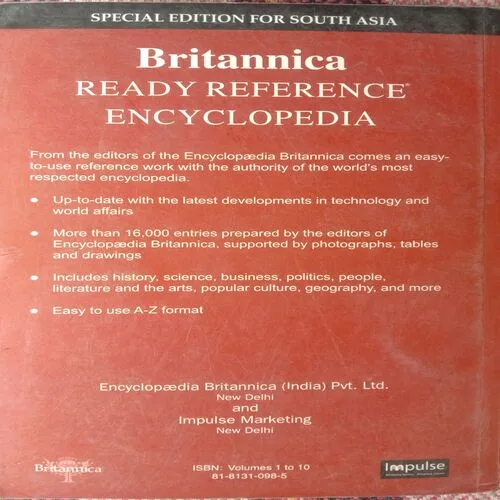 SPECIAL EDITION FOR SOUTH ASIA
Britannica
READY REFERENCE®
ENCYCLOPEDIA
From the editors of the Encyclopædia Britannica comes an easy-
to-use reference work with the authority of the world's most
respected encyclopedia.
Up-to-date with the latest developments in technology and
world affairs
More than 16,000 entries prepared by the editors of
Encyclopædia Britannica, supported by photographs, tables
and drawings
Includes history, science, business, politics, people,
literature and the arts, popular culture, geography, and more
Easy to use A-Z format
Encyclopædia Britannica (India) Pvt. Ltd.
New Delhi
and
Impulse Marketing
New Delhi
Britannica
ISBN: Volumes 1 to 10
81-8131-098-5
Impulse